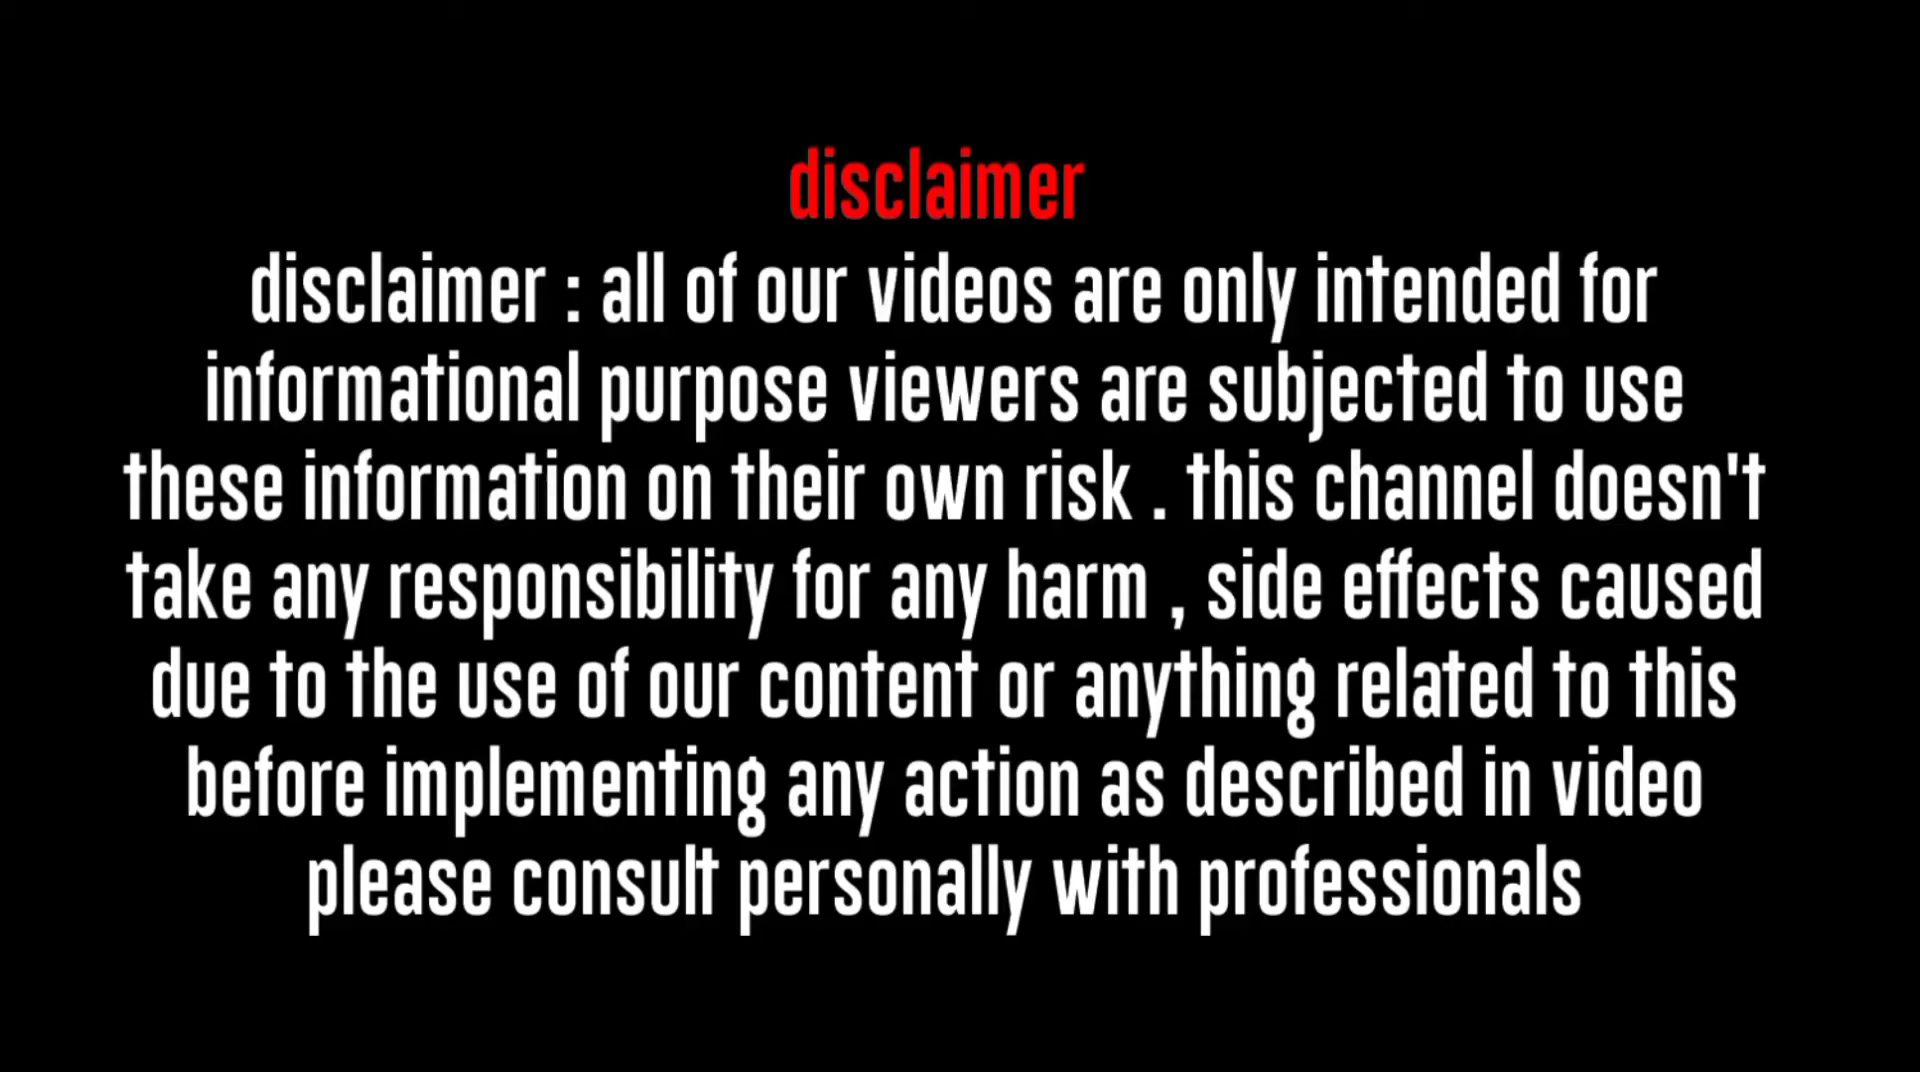 disclaimer
disclaimer : all of our videos are only intended for
informational purpose viewers are subjected to use
these information on their own risk . this channel doesn't
take any responsibility for any harm , side effects caused
due to the use of our content or anything related to this
before implementing any action as described in video
please consult personally with professionals